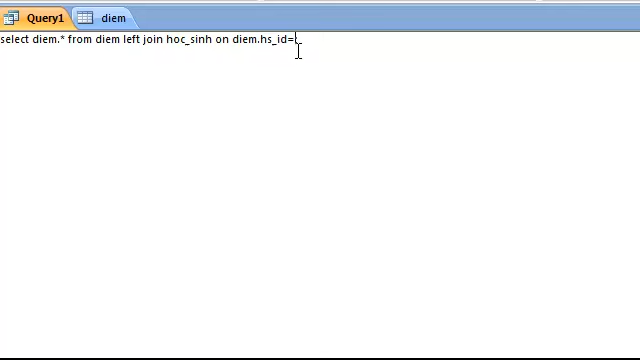 Query1
diem
select diem.* from diem left join hoc_sinh on diem.hs_id=